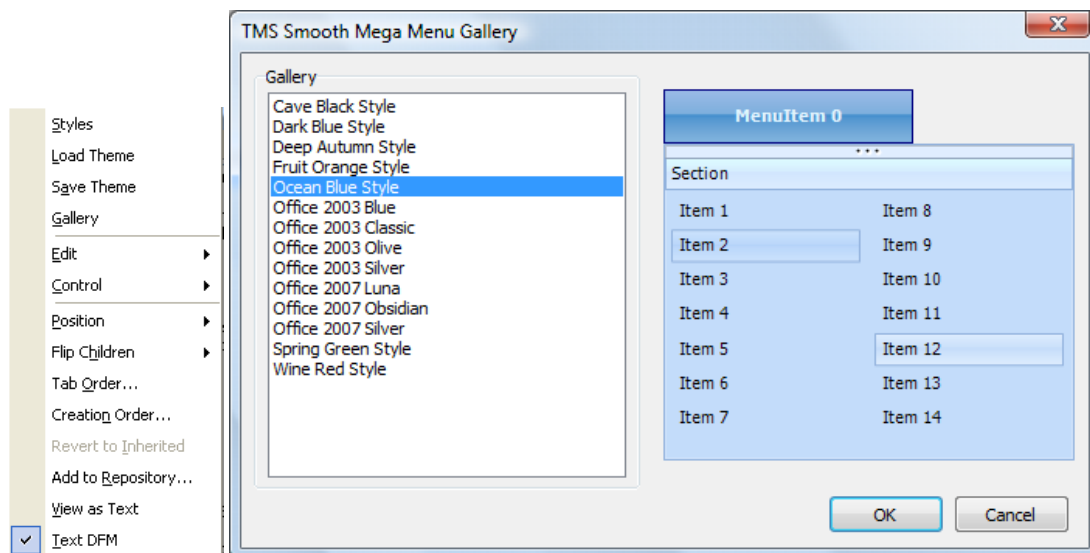 Styles
Load Theme
Save Theme
Gallery
Edit
Control
Position
Flip Children
Tab Order...
Creation Order...
Revert to Inherited
Add to Repository...
View as Text
Text DFM
TMS Smooth Mega Menu Gallery
Gallery
Cave Black Style
Dark Blue Style
Deep Autumn Style
Fruit Orange Style
Ocean Blue Style
Office 2003 Blue
Office 2003 Classic
Office 2003 Olive
Office 2003 Silver
Office 2007 Luna
Office 2007 Obsidian
Office 2007 Silver
Spring Green Style
Wine Red Style
MenuItem 0
Section
Item 1 Item 8
Item 2 Item 9
Item 3 Item 10
Item 4 Item 11
Item 5 Item 12
Item 6 Item 13
Item 7 Item 14
OK Cancel